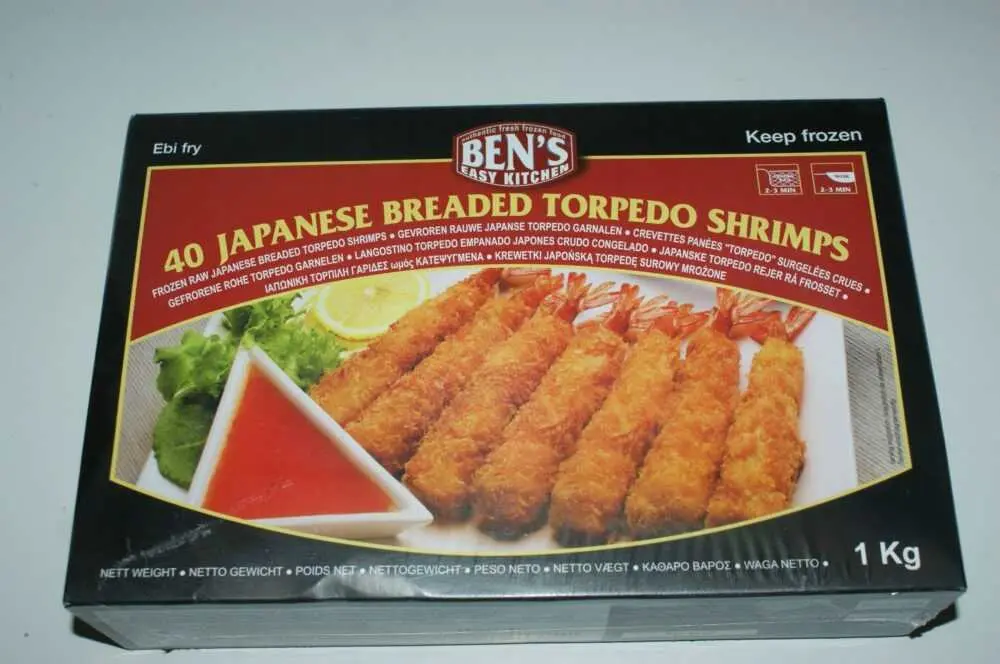 Ebi fry
authentic fresh frozen food
BEN'S
EASY KITCHEN
Keep frozen
2-3 MIN
WOK
2-3 MIN
40 JAPANESE BREADED TORPEDO SHRIMPS
FROZEN RAW JAPANESE BREADED TORPEDO SHRIMPS • GEVROREN RAUWE JAPANSE TORPEDO GARNALEN • CREVETTES PANÉES "TORPEDO" SURGELÉES CRUES •
GEFRORENE ROHE TORPEDO GARNELEN • LANGOSTINO TORPEDO EMPANADO JAPONES CRUDO CONGELADO • JAPANSKE TORPEDO REJER RÅ FROSSET •
ΙΑΠΩΝΙΚΗ ΤΟΡΠΙΛΗ ΓΑΡΙΔΕΣ ωμός ΚΑΤΕΨΥΓΜΕΝΑ • KREWETKI JAPOŃSKĄ TORPEDĘ SUROWY MROŻONE
NETT WEIGHT • NETTO GEWICHT • POIDS NET • NETTOGEWICHT • PESO NETO • NETTO VÆGT • ΚΑΘΑΡΟ ΒΑΡΟΣ • WAGA NETTO •
1 Kg